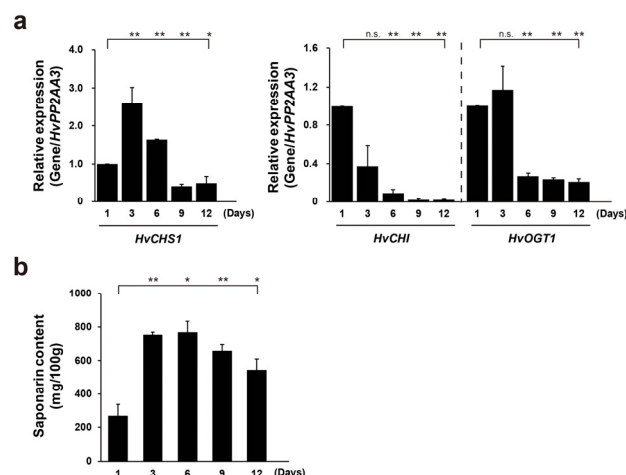 a
** ** ** *
Relative expression
(Gene/HvPP2AA3)
4.0
3.0
2.0
1.0
0
1 3 6 9 12 (Days)
HvCHS1
n.s. ** ** **
n.s. ** ** **
Relative expression
(Gene/HvPP2AA3)
1.6
1.2
0.8
0.4
0
1 3 6 9 12 1 3 6 9 12 (Days)
HvCHI HvOGT1
b
** * ** *
Saponarin content
(mg/100g)
1000
800
600
400
200
0
1 3 6 9 12 (Days)